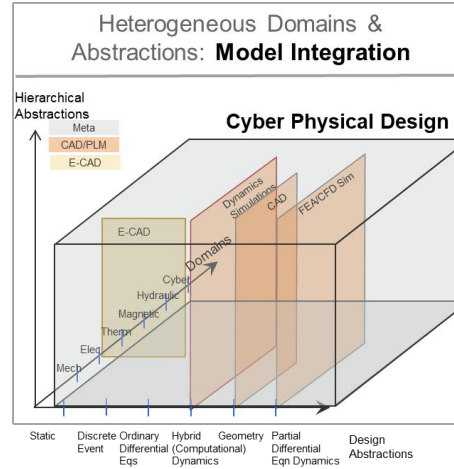 Heterogeneous Domains &
Abstractions: Model Integration
Hierarchical
Abstractions
Meta
CAD/PLM
E-CAD
Cyber Physical Design
Dynamics
Simulations
CAD
FEA/CFD Sim
E-CAD
Domains
Cyber
Hydraulic
Magnetic
Therm
Elec
Mech
Static
Discrete
Event
Ordinary
Differential
Eqs
Hybrid
(Computational)
Dynamics
Geometry
Partial
Differential
Eqn Dynamics
Design
Abstractions